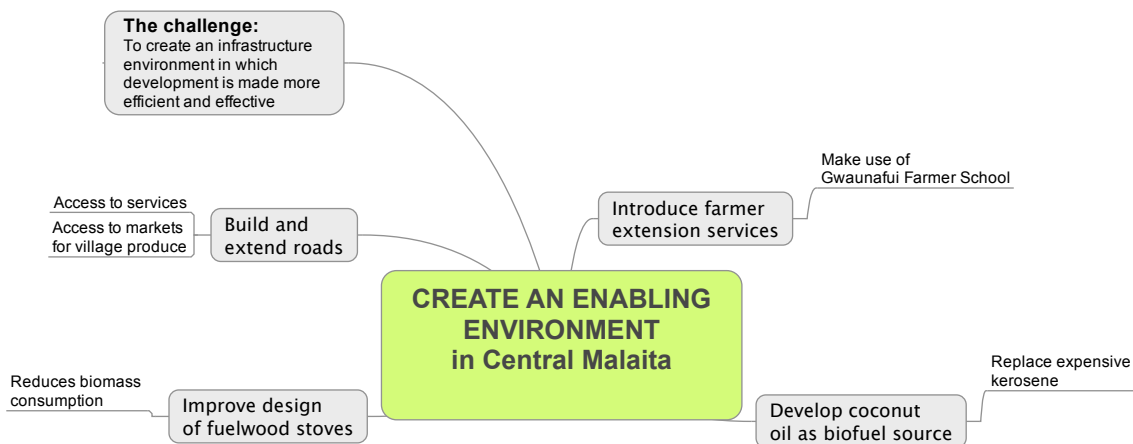 The challenge:
To create an infrastructure
environment in which
development is made more
efficient and effective
Make use of
Gwaunafui Farmer School
Introduce farmer
extension services
Access to services
Access to markets
for village produce
Build and
extend roads
CREATE AN ENABLING
ENVIRONMENT
in Central Malaita
Reduces biomass
consumption
Improve design
of fuelwood stoves
Replace expensive
kerosene
Develop coconut
oil as biofuel source